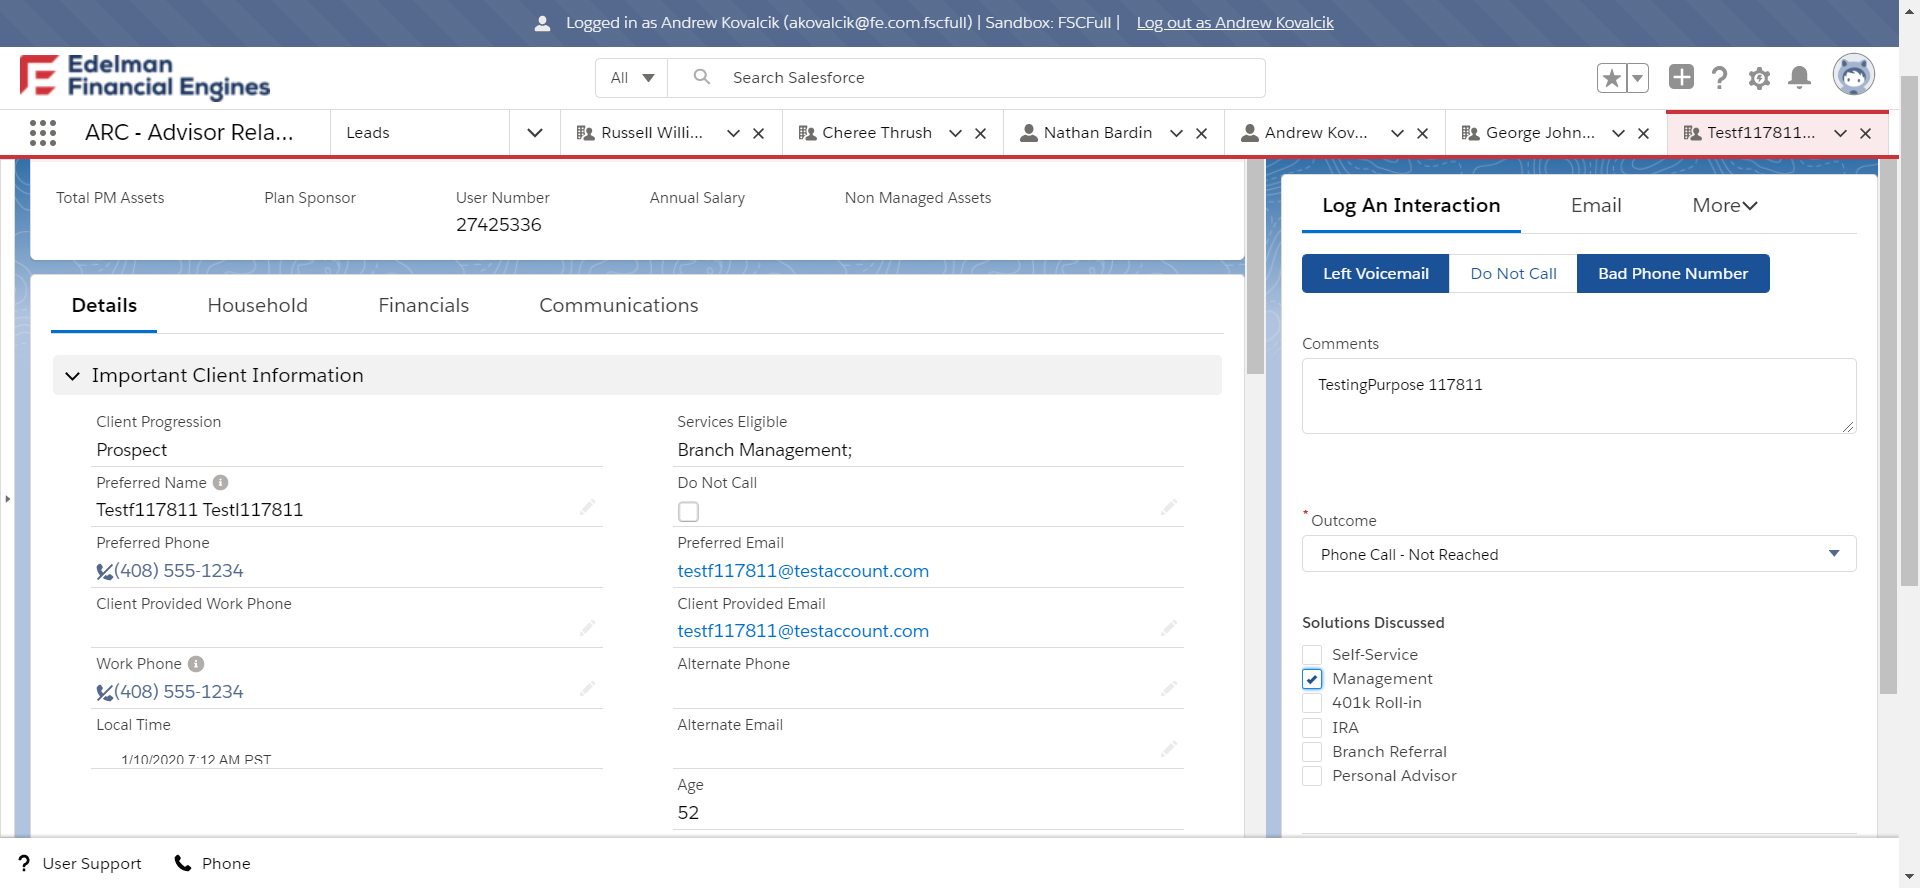 Logged in as Andrew Kovalcik (akovalcik@fe.com.fscfull) | Sandbox: FSCFull | Log out as Andrew Kovalcik
Edelman
Financial Engines
All
Search Salesforce
ARC - Advisor Rela...
Leads
Russell Willi...
Cheree Thrush
Nathan Bardin
Andrew Kov...
George John...
Testf117811...
Total PM Assets
Plan Sponsor
User Number
27425336
Annual Salary
Non Managed Assets
Details
Household
Financials
Communications
Important Client Information
Client Progression
Prospect
Services Eligible
Branch Management;
Preferred Name
Testf117811 Testl117811
Do Not Call
Preferred Phone
(408) 555-1234
Preferred Email
testf117811@testaccount.com
Client Provided Work Phone
Client Provided Email
testf117811@testaccount.com
Work Phone
(408) 555-1234
Alternate Phone
Local Time
1/10/2020 7:12 AM PST
Alternate Email
Age
52
Log An Interaction
Email
More
Left Voicemail
Do Not Call
Bad Phone Number
Comments
TestingPurpose 117811
* Outcome
Phone Call - Not Reached
Solutions Discussed
Self-Service
Management
401k Roll-in
IRA
Branch Referral
Personal Advisor
? User Support
Phone